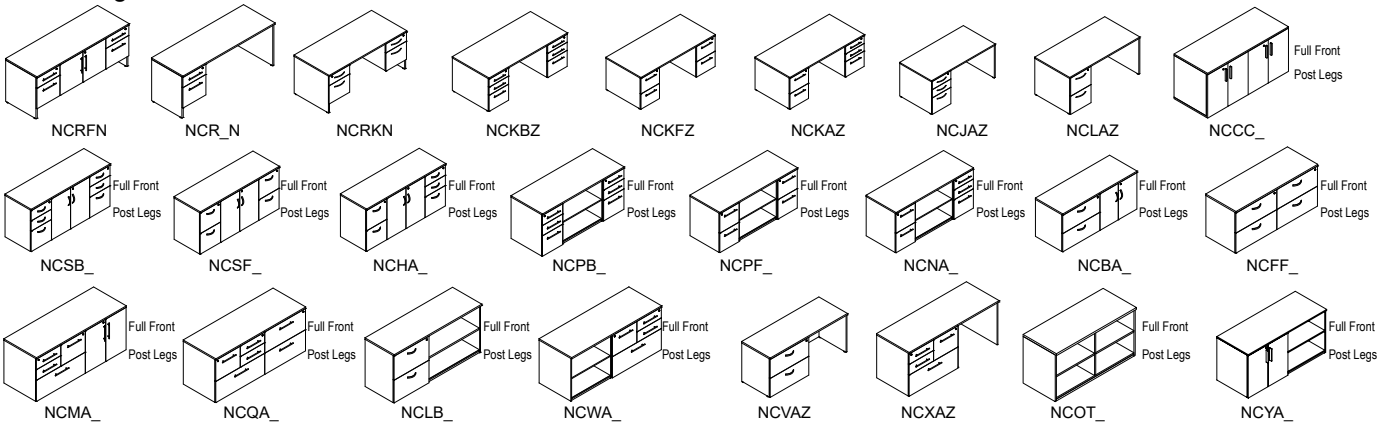 Full Front
Post Legs
NCRFN NCR_N NCRKN NCKBZ NCKFZ NCKAZ NCJAZ NCLAZ NCCC_
Full Front Full Front Full Front Full Front Full Front Full Front Full Front Full Front
Post Legs Post Legs Post Legs Post Legs Post Legs Post Legs Post Legs Post Legs
NCSB_ NCSF_ NCHA_ NCPB_ NCPF_ NCNA_ NCBA_ NCFF_
Full Front Full Front Full Front Full Front Full Front Full Front
Post Legs Post Legs Post Legs Post Legs Post Legs Post Legs
NCMA_ NCQA_ NCLB_ NCWA_ NCVAZ NCXAZ NCOT_ NCYA_